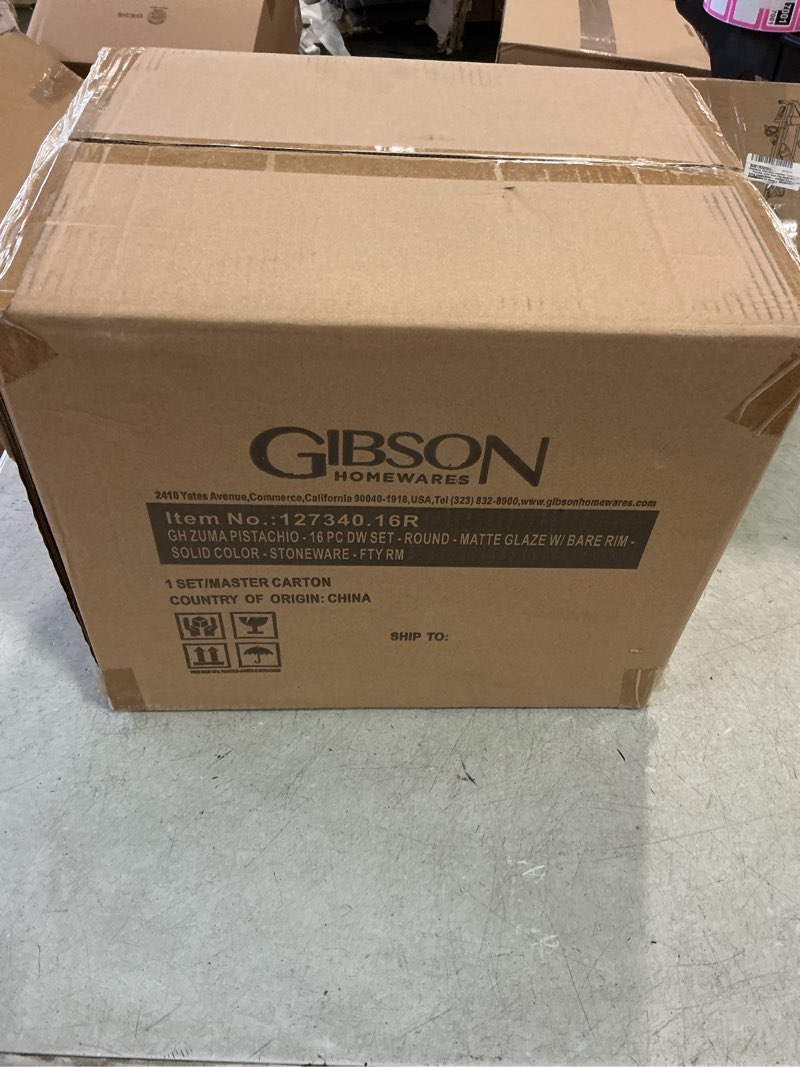 GIBSON
HOMEWARES
2410 Yates Avenue,Commerce,California 90040-1918,USA,Tel (323) 832-8900,www.gibsonhomewares.com
Item No.:127340.16R
GH ZUMA PISTACHIO - 16 PC DW SET - ROUND - MATTE GLAZE W/ BARE RIM -
SOLID COLOR - STONEWARE - FTY RM
1 SET/MASTER CARTON
COUNTRY OF ORIGIN: CHINA
SHIP TO: